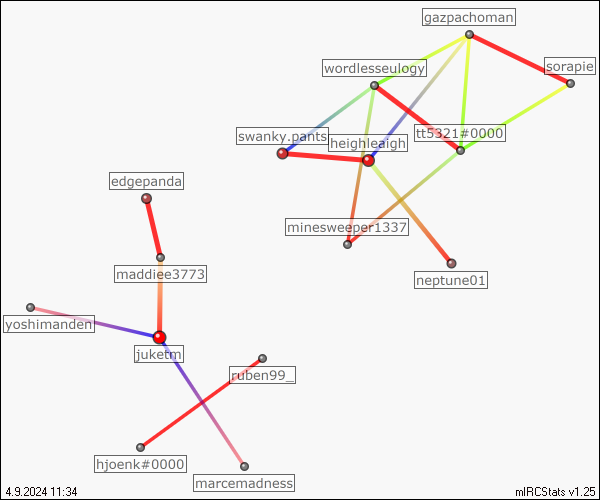 gazpachoman
wordlesseulogy
sorapie
swanky.pants
heighleaigh
tt5321#0000
edgepanda
minesweeper1337
maddiee3773
neptune01
yoshimanden
juketm
ruben99_
hjoenk#0000
marcemadness
4.9.2024 11:34
mIRCStats v1.25